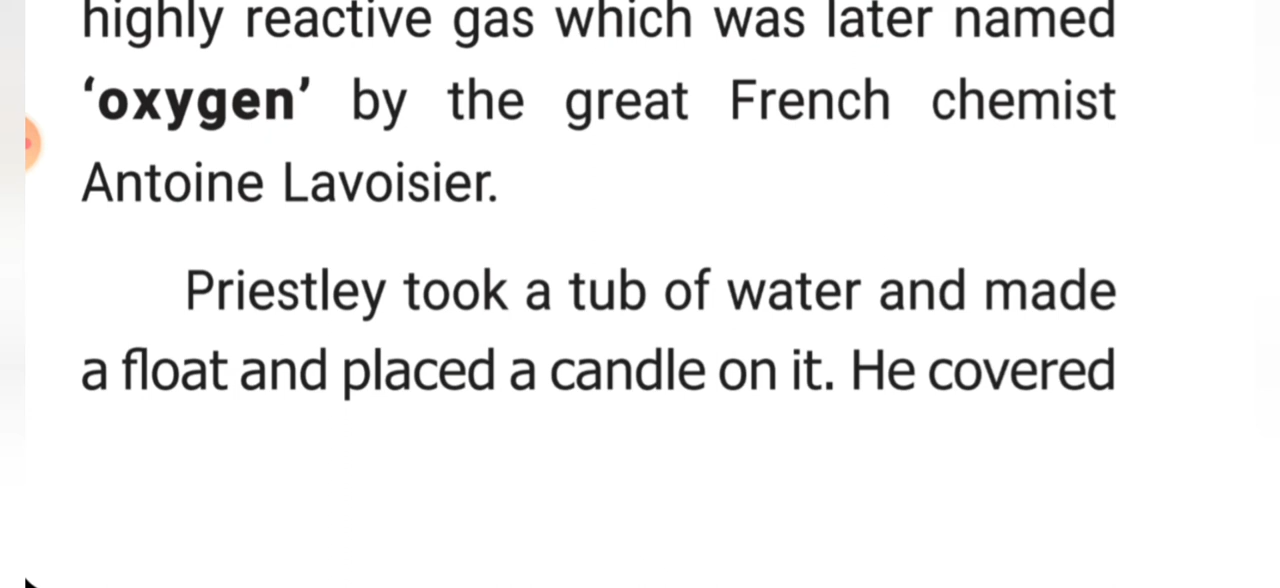 highly reactive gas which was later named
‘oxygen’ by the great French chemist
Antoine Lavoisier.
Priestley took a tub of water and made
a float and placed a candle on it. He covered